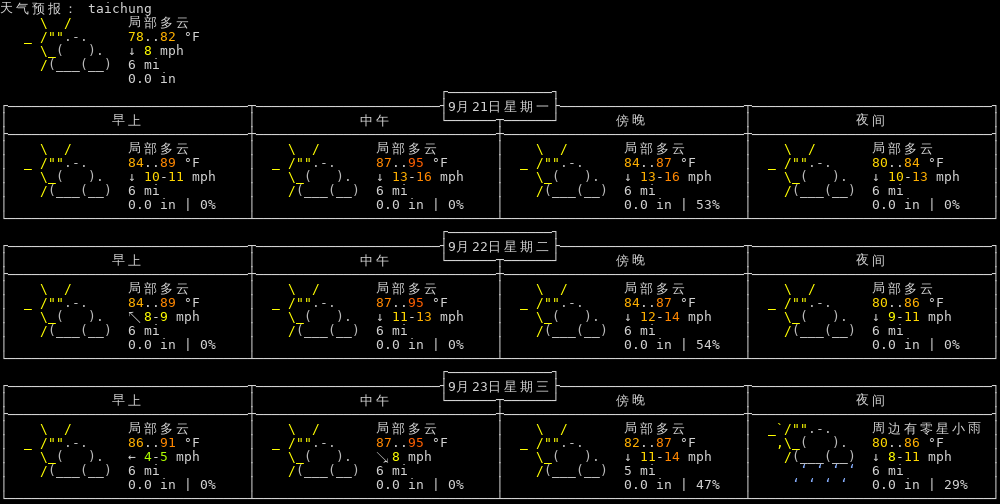 天气预报： taichung
局部多云
78..82 °F
↓ 8 mph
6 mi
0.0 in
9月21日星期一
早上 中午 傍晚 夜间
局部多云 局部多云 局部多云 局部多云
84..89 °F 87..95 °F 84..87 °F 80..84 °F
↓ 10-11 mph ↓ 13-16 mph ↓ 13-16 mph ↓ 10-13 mph
6 mi 6 mi 6 mi 6 mi
0.0 in | 0% 0.0 in | 0% 0.0 in | 53% 0.0 in | 0%
9月22日星期二
早上 中午 傍晚 夜间
局部多云 局部多云 局部多云 局部多云
84..89 °F 87..95 °F 84..87 °F 80..86 °F
↖ 8-9 mph ↓ 11-13 mph ↓ 12-14 mph ↓ 9-11 mph
6 mi 6 mi 6 mi 6 mi
0.0 in | 0% 0.0 in | 0% 0.0 in | 54% 0.0 in | 0%
9月23日星期三
早上 中午 傍晚 夜间
局部多云 局部多云 局部多云 周边有零星小雨
86..91 °F 87..95 °F 82..87 °F 80..86 °F
← 4-5 mph ↘ 8 mph ↓ 11-14 mph ↓ 8-11 mph
6 mi 6 mi 5 mi 6 mi
0.0 in | 0% 0.0 in | 0% 0.0 in | 47% 0.0 in | 29%